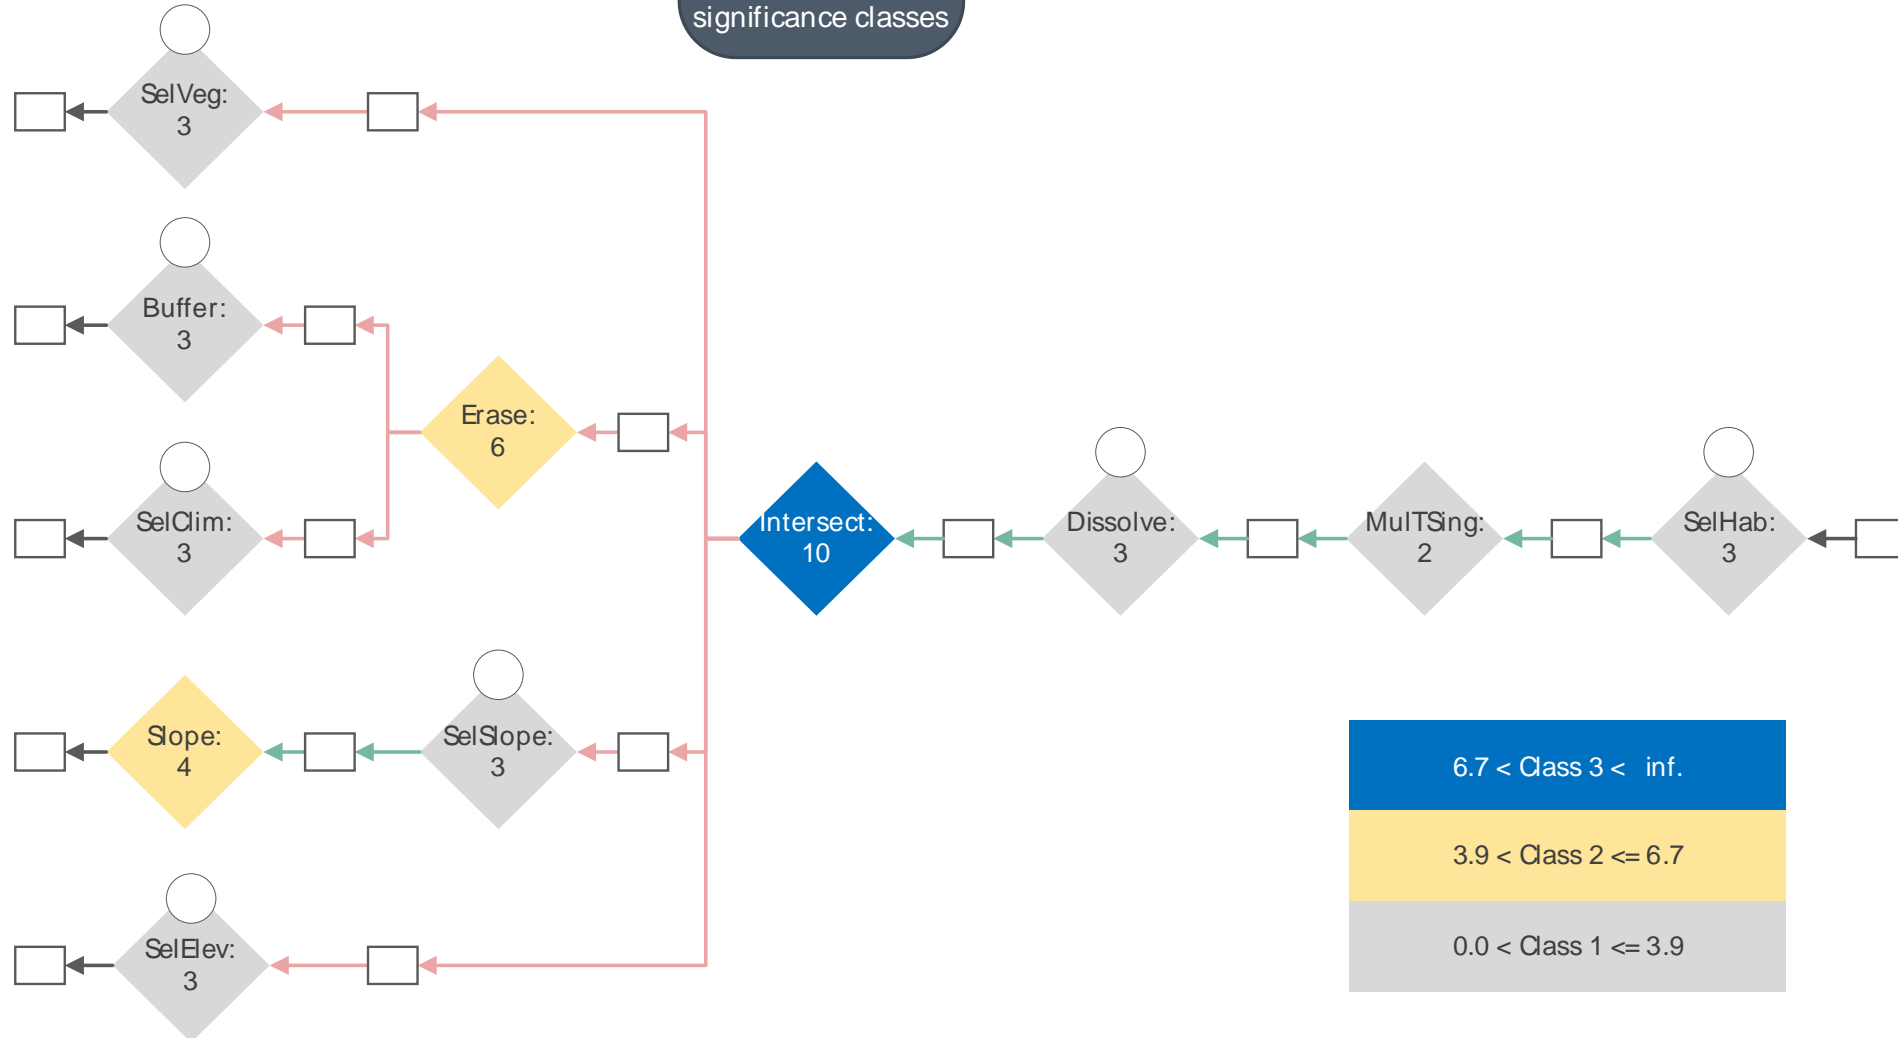 significance classes
SelVeg:
3
Buffer:
3
Erase:
6
SelClim:
3
Intersect:
10
Dissolve:
3
MulTSing:
2
SelHab:
3
Slope:
4
SelSlope:
3
SelElev:
3
6.7 < Class 3 < inf.
3.9 < Class 2 <= 6.7
0.0 < Class 1 <= 3.9